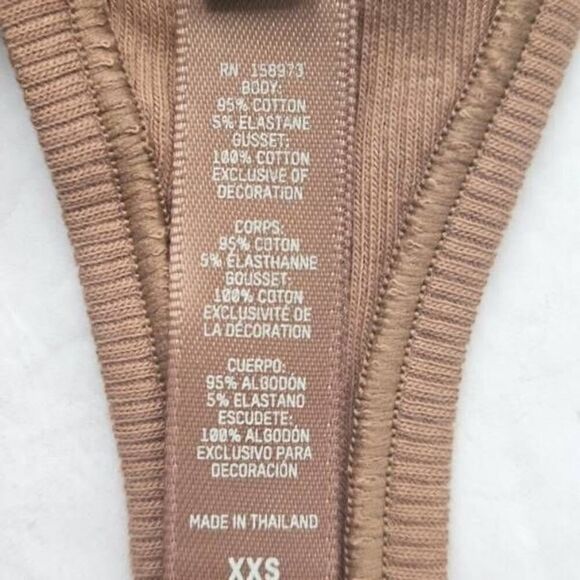 RN 158973
BODY:
95% COTTON
5% ELASTANE
GUSSET:
100% COTTON
EXCLUSIVE OF
DECORATION
CORPS:
95% COTON
5% ELASTHANNE
GOUSSET:
100% COTON
EXCLUSIVITÉ DE
LA DÉCORATION
CUERPO:
95% ALGODÓN
5% ELASTANO
ESCUDETE:
100% ALGODÓN
EXCLUSIVO PARA
DECORACIÓN
MADE IN THAILAND
XXS